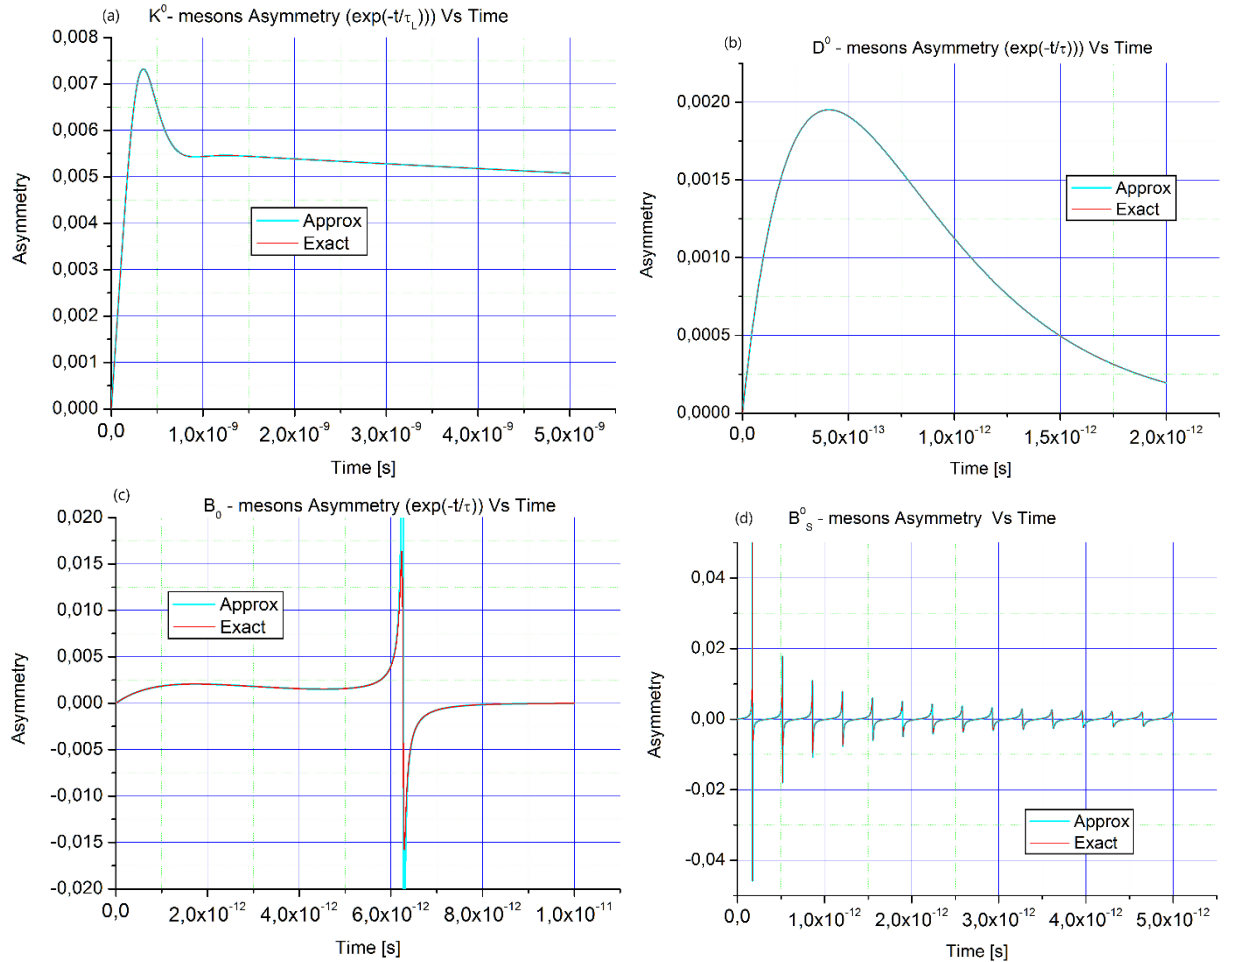 (a) K⁰- mesons Asymmetry (exp(-t/τ_L))) Vs Time
0,008
0,007
0,006
0,005
0,004
0,003
0,002
0,001
0,000
Asymmetry
Approx
Exact
0,0 1,0x10⁻⁹ 2,0x10⁻⁹ 3,0x10⁻⁹ 4,0x10⁻⁹ 5,0x10⁻⁹
Time [s]
(b)
D⁰ - mesons Asymmetry (exp(-t/τ))) Vs Time
0,0020
0,0015
0,0010
0,0005
0,0000
Asymmetry
Approx
Exact
0,0 5,0x10⁻¹³ 1,0x10⁻¹² 1,5x10⁻¹² 2,0x10⁻¹²
Time [s]
(c)
B₀ - mesons Asymmetry (exp(-t/τ)) Vs Time
0,020
0,015
0,010
0,005
0,000
-0,005
-0,010
-0,015
-0,020
Asymmetry
Approx
Exact
0,0 2,0x10⁻¹² 4,0x10⁻¹² 6,0x10⁻¹² 8,0x10⁻¹² 1,0x10⁻¹¹
Time [s]
(d) B⁰_S - mesons Asymmetry Vs Time
0,04
0,02
0,00
-0,02
-0,04
Asymmetry
Approx
Exact
0,0 1,0x10⁻¹² 2,0x10⁻¹² 3,0x10⁻¹² 4,0x10⁻¹² 5,0x10⁻¹²
Time [s]